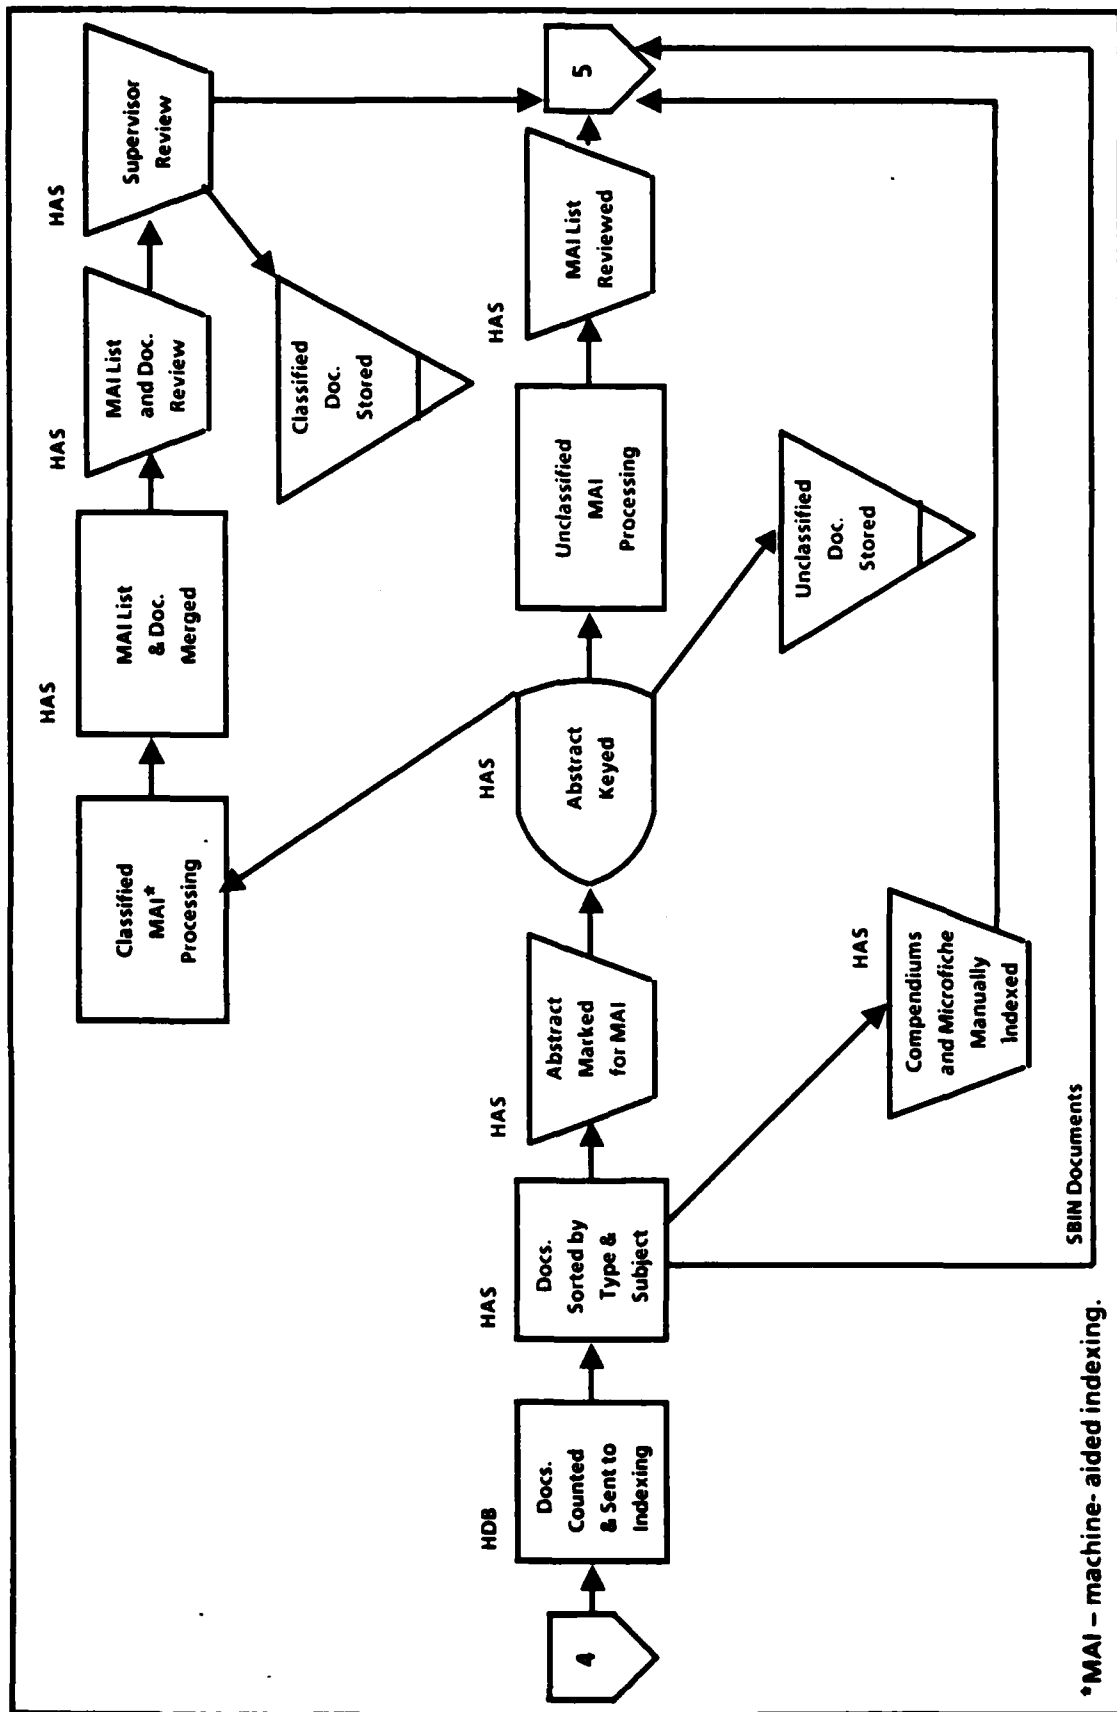 HAS
Classified
MAI*
Processing
HAS
MAI List
& Doc.
Merged
HAS
MAI List
and Doc.
Review
HAS
Supervisor
Review
Classified
Doc.
Stored
4
HDB
Docs.
Counted
& Sent to
Indexing
HAS
Docs.
Sorted by
Type &
Subject
HAS
Abstract
Marked
for MAI
HAS
Abstract
Keyed
Unclassified
MAI
Processing
HAS
MAI List
Reviewed
5
Unclassified
Doc.
Stored
HAS
Compendiums
and Microfiche
Manually
Indexed
SBIN Documents
*MAI – machine- aided indexing.